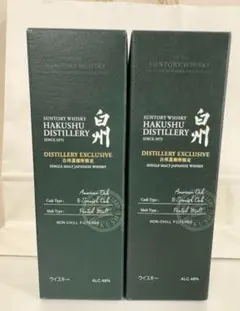 SUNTORY WHISKY
HAKUSHU
DISTILLERY
SINCE 1973
白州
DISTILLERY EXCLUSIVE
白州蒸溜所限定
SINGLE MALT JAPANESE WHISKY
American Oak
Cask Type : & Spanish Oak
Malt Type : Peated Malt
NON-CHILL FILTERED
ウイスキー
ALC.48%
SUNTORY WHISKY
HAKUSHU
DISTILLERY
SINCE 1973
白州
DISTILLERY EXCLUSIVE
白州蒸溜所限定
SINGLE MALT JAPANESE WHISKY
American Oak
Cask Type : & Spanish Oak
Malt Type : Peated Malt
NON-CHILL FILTERED
ウイスキー
ALC.48%